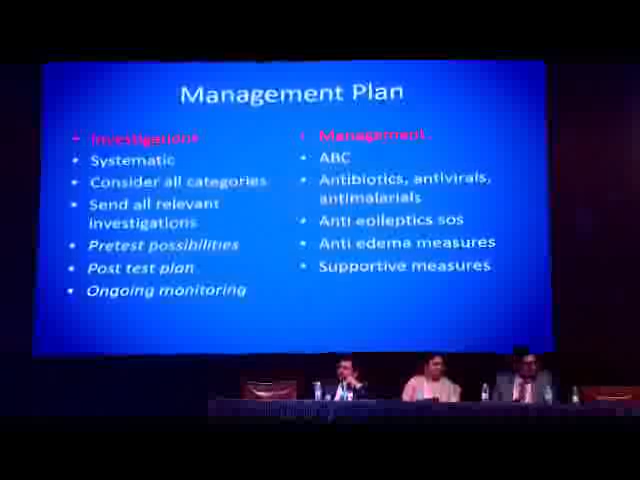 Management Plan
• Investigations
• Systematic
• Consider all categories
• Send all relevant
investigations
• Pretest possibilities
• Post test plan
• Ongoing monitoring
• Management
• ABC
• Antibiotics, antivirals,
antimalarials
• Anti epileptics sos
• Anti edema measures
• Supportive measures